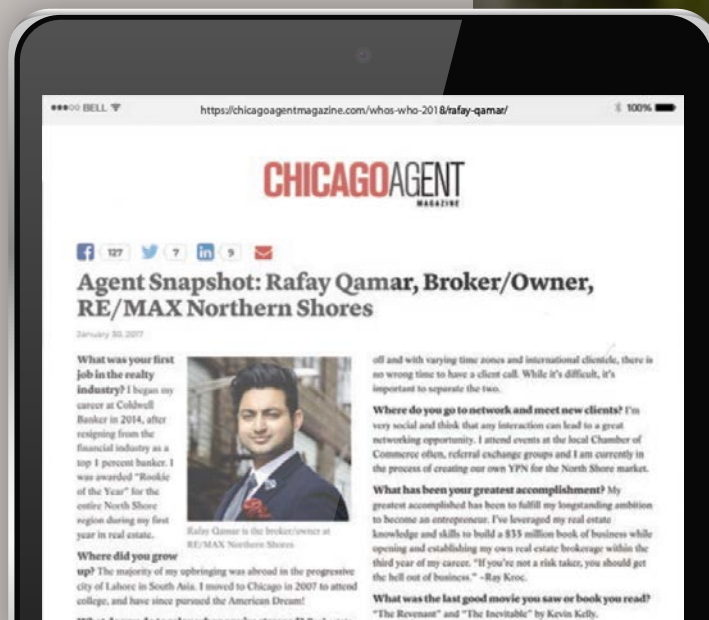 BELL
https://chicagoagentmagazine.com/whos-who-2018/rafay-qamar/
100%
CHICAGOAGENT
MAGAZINE
127 7 in 9
Agent Snapshot: Rafay Qamar, Broker/Owner,
RE/MAX Northern Shores
January 30, 2017
What was your first
job in the realty
industry? I began my
career at Coldwell
Banker in 2014, after
resigning from the
financial industry as a
top 1 percent banker. I
was awarded "Rookie
of the Year" for the
entire North Shore
region during my first
year in real estate.
Rafay Qamar is the broker/owner at
RE/MAX Northern Shores
Where did you grow
up? The majority of my upbringing was abroad in the progressive
city of Lahore in South Asia. I moved to Chicago in 2007 to attend
college, and have since pursued the American Dream!
off and with varying time zones and international clientele, there is
no wrong time to have a client call. While it's difficult, it's
important to separate the two.
Where do you go to network and meet new clients? I'm
very social and think that any interaction can lead to a great
networking opportunity. I attend events at the local Chamber of
Commerce often, referral exchange groups and I am currently in
the process of creating our own YPN for the North Shore market.
What has been your greatest accomplishment? My
greatest accomplished has been to fulfill my longstanding ambition
to become an entrepreneur. I've leveraged my real estate
knowledge and skills to build a $35 million book of business while
opening and establishing my own real estate brokerage within the
third year of my career. "If you're not a risk taker, you should get
the hell out of business." –Ray Kroc.
What was the last good movie you saw or book you read?
"The Revenant" and "The Inevitable" by Kevin Kelly.